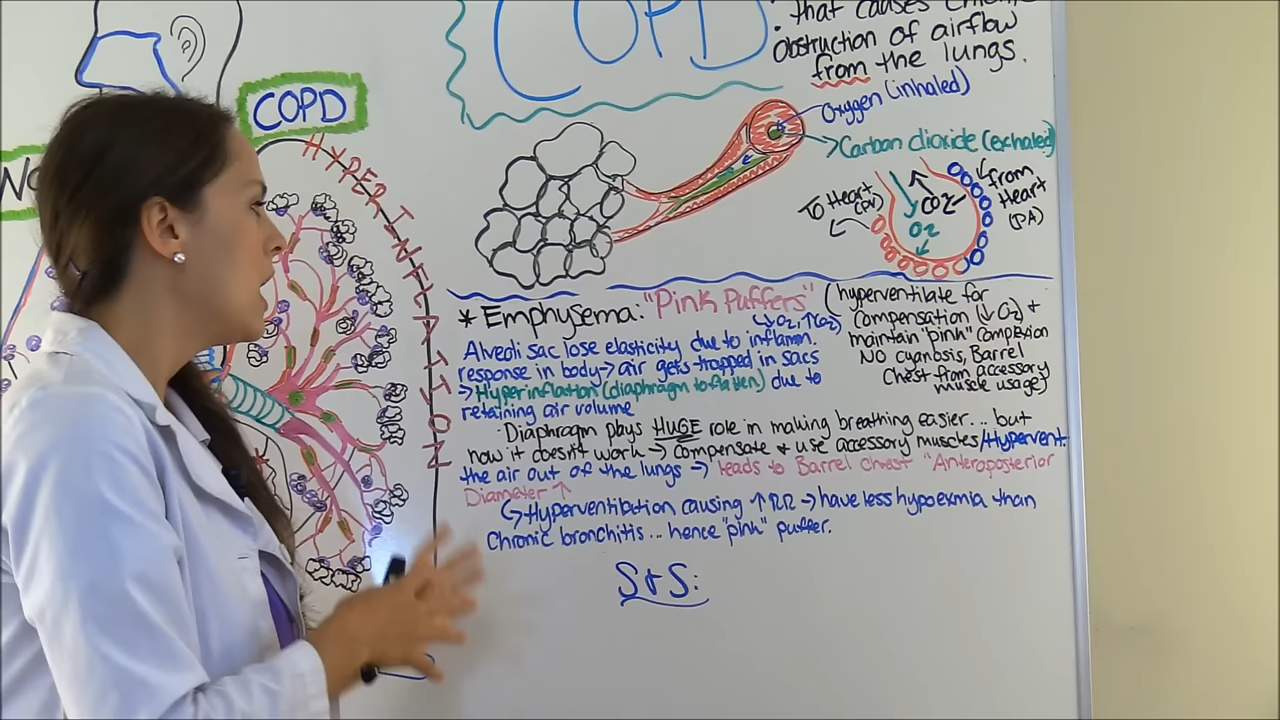 COPD
that causes
obstruction of airflow
from the lungs.
Oxygen (inhaled)
Carbon dioxide (exhaled)
COPD
No
HYPERINFLATION
from
Heart
(PA)
To Heart
(PV)
CO2
O2
* Emphysema: "Pink Puffers" (hyperventilate for
compensation (↓O2) +
maintain "pink" complexion
NO cyanosis, Barrel
Chest from accessory
muscle usage)
↓O2, ↑CO2)
Alveoli sac lose elasticity due to inflamm.
response in body → air gets trapped in sacs
→ Hyperinflation (diaphragm to flatten) due to
retaining air volume
Diaphragm plays HUGE role in making breathing easier... but
now it doesn't work → compensate & use accessory muscles/Hypervent.
the air out of the lungs → leads to Barrel Chest "Anteroposterior
Diameter ↑
↳ Hyperventilation causing ↑ RR → have less hypoexmia than
Chronic bronchitis... hence "pink" puffer.
S & S: